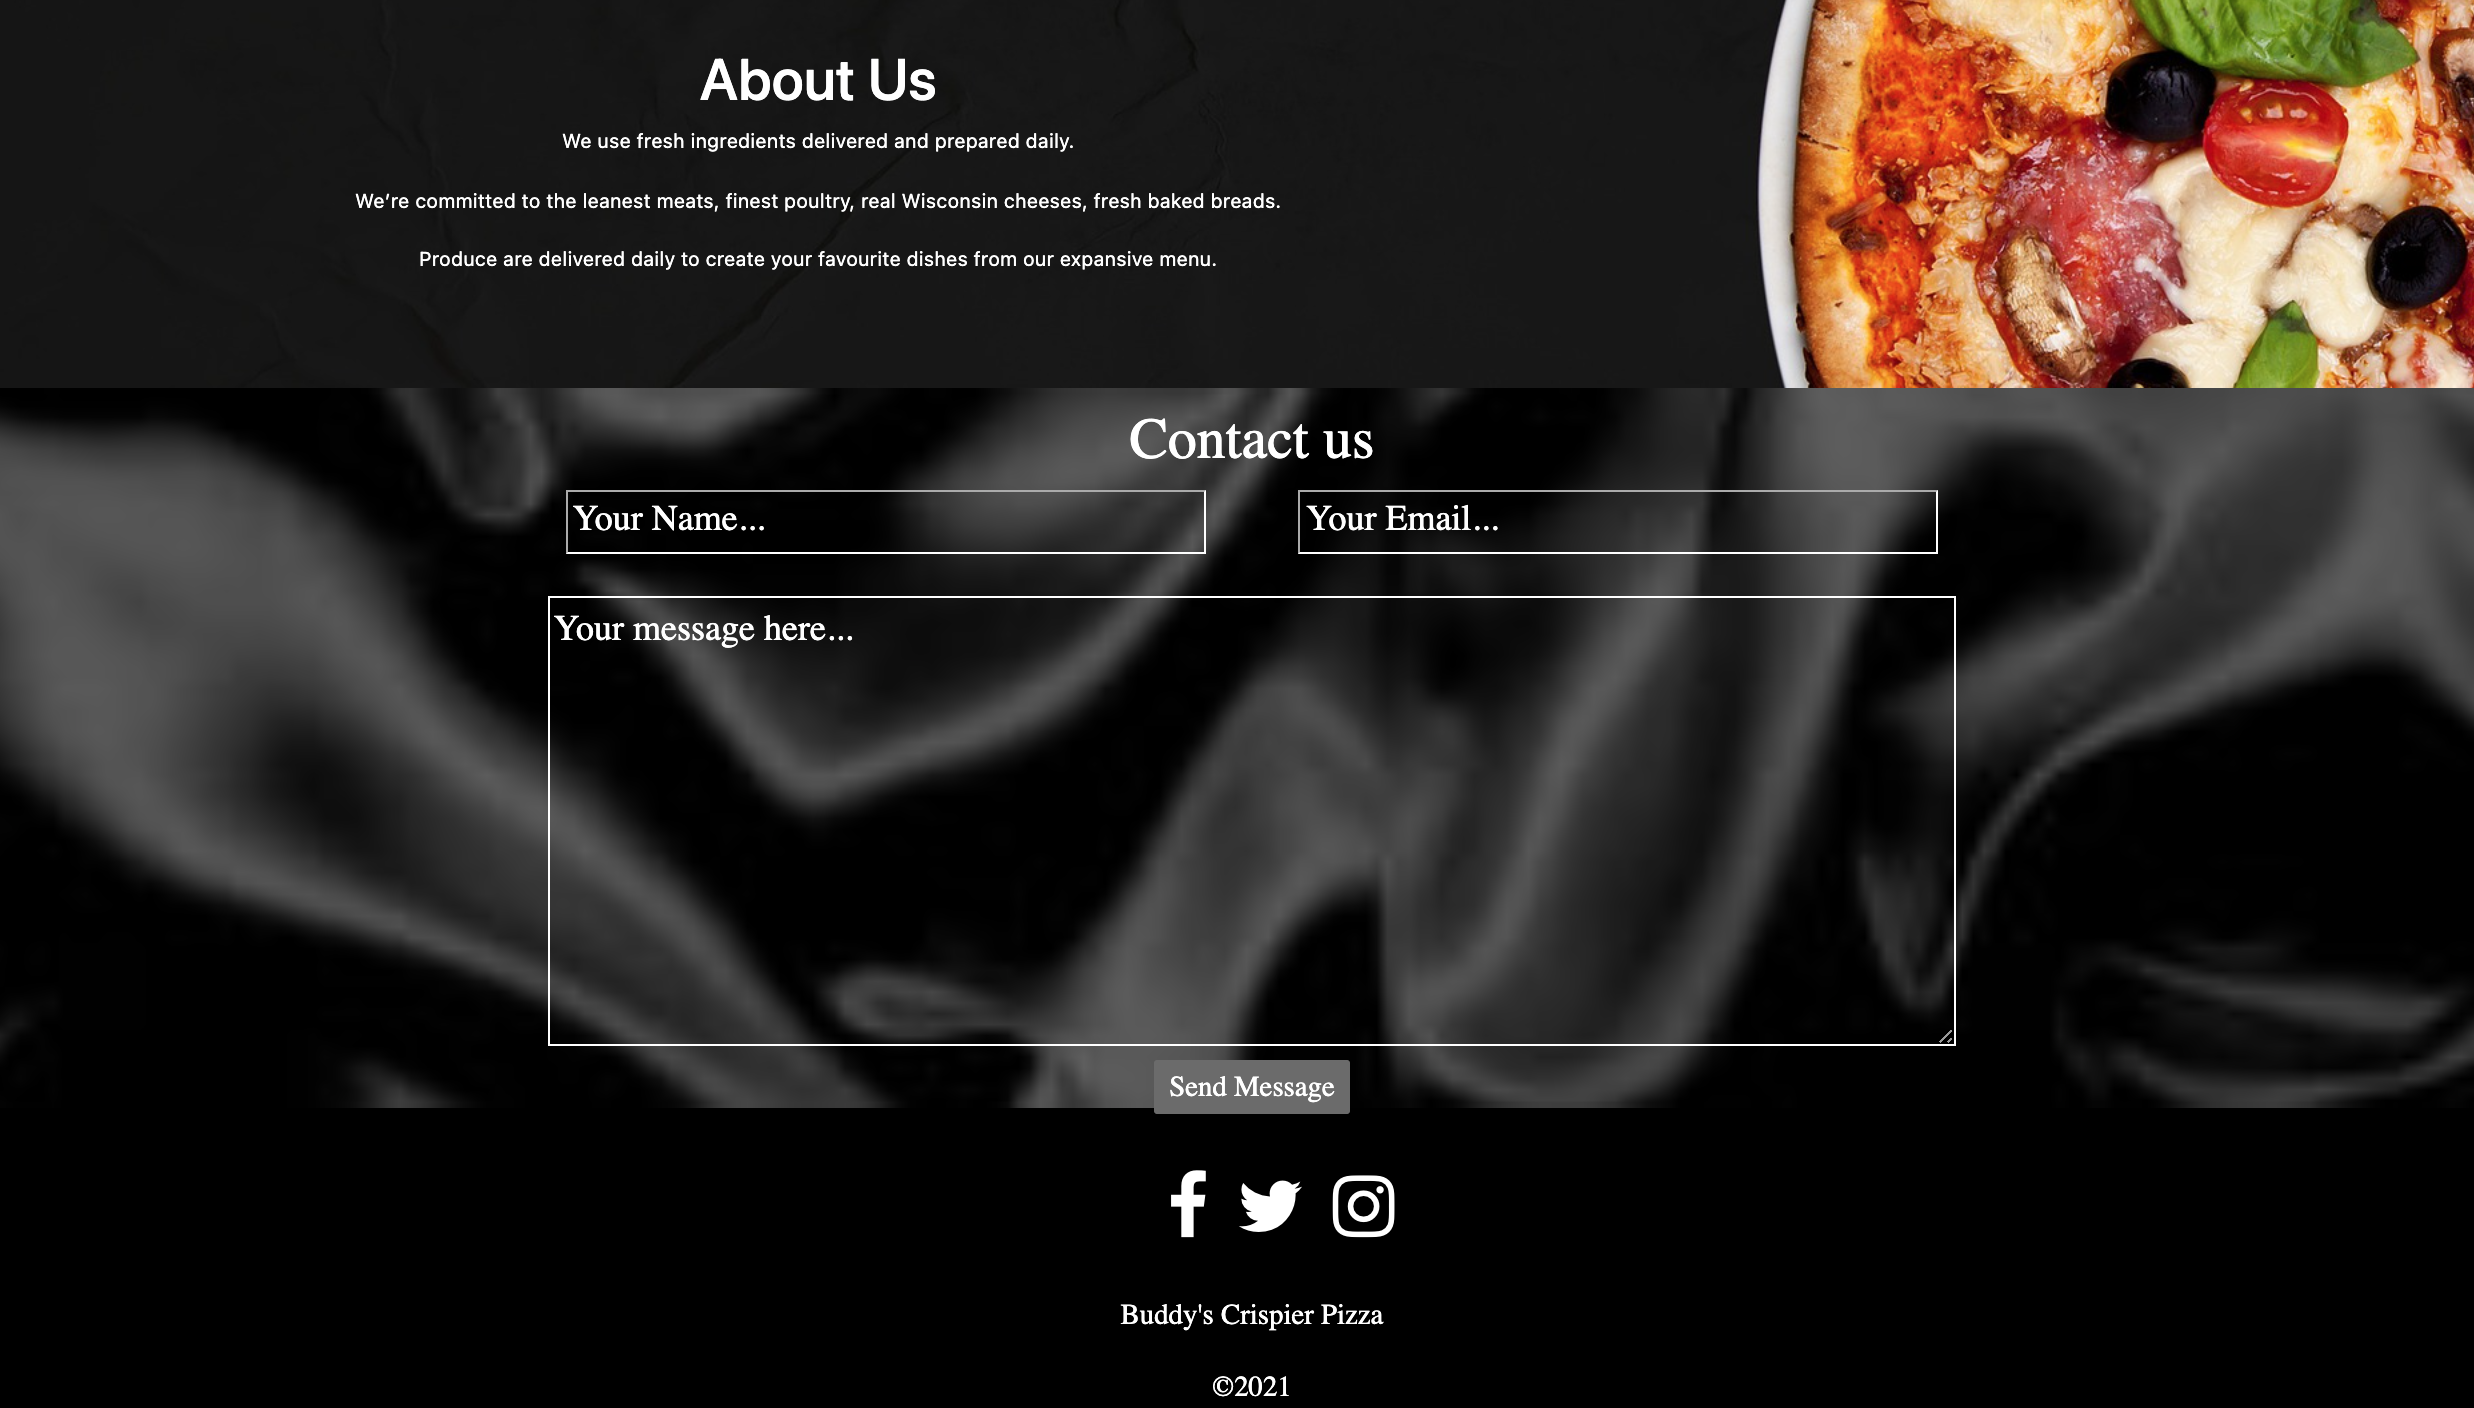 About Us
We use fresh ingredients delivered and prepared daily.
We’re committed to the leanest meats, finest poultry, real Wisconsin cheeses, fresh baked breads.
Produce are delivered daily to create your favourite dishes from our expansive menu.
Contact us
Your Name...
Your Email...
Your message here...
Send Message
Buddy's Crispier Pizza
©2021